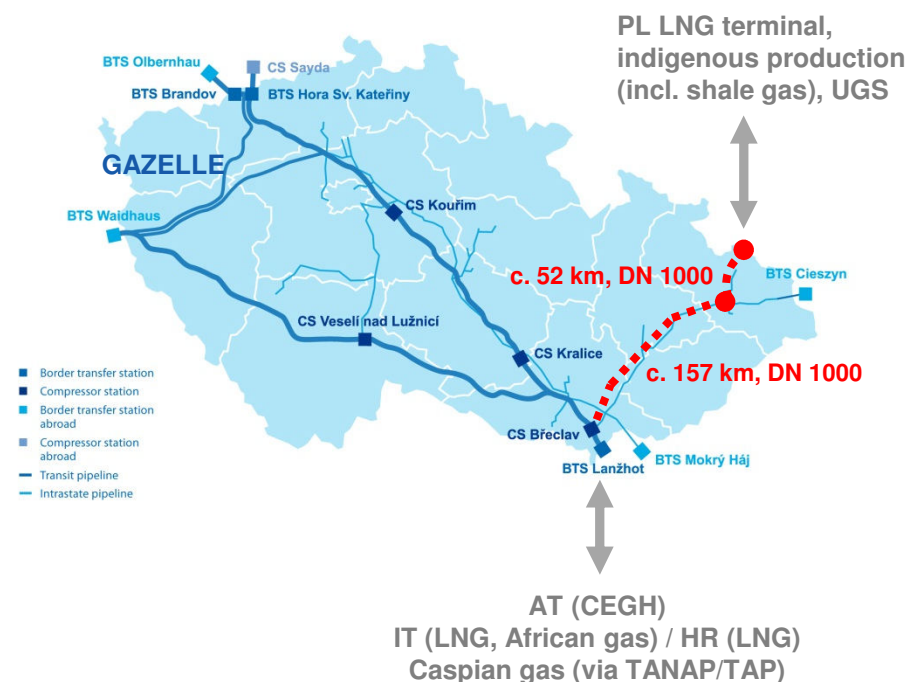 PL LNG terminal,
indigenous production
(incl. shale gas), UGS
BTS Olbernhau
CS Sayda
BTS Brandov
BTS Hora Sv. Kateřiny
GAZELLE
CS Kouřim
BTS Waidhaus
c. 52 km, DN 1000
BTS Cieszyn
CS Veselí nad Lužnicí
CS Kralice
c. 157 km, DN 1000
CS Břeclav
BTS Lanžhot
BTS Mokrý Háj
Border transfer station
Compressor station
Border transfer station
abroad
Compressor station
abroad
Transit pipeline
Intrastate pipeline
AT (CEGH)
IT (LNG, African gas) / HR (LNG)
Caspian gas (via TANAP/TAP)